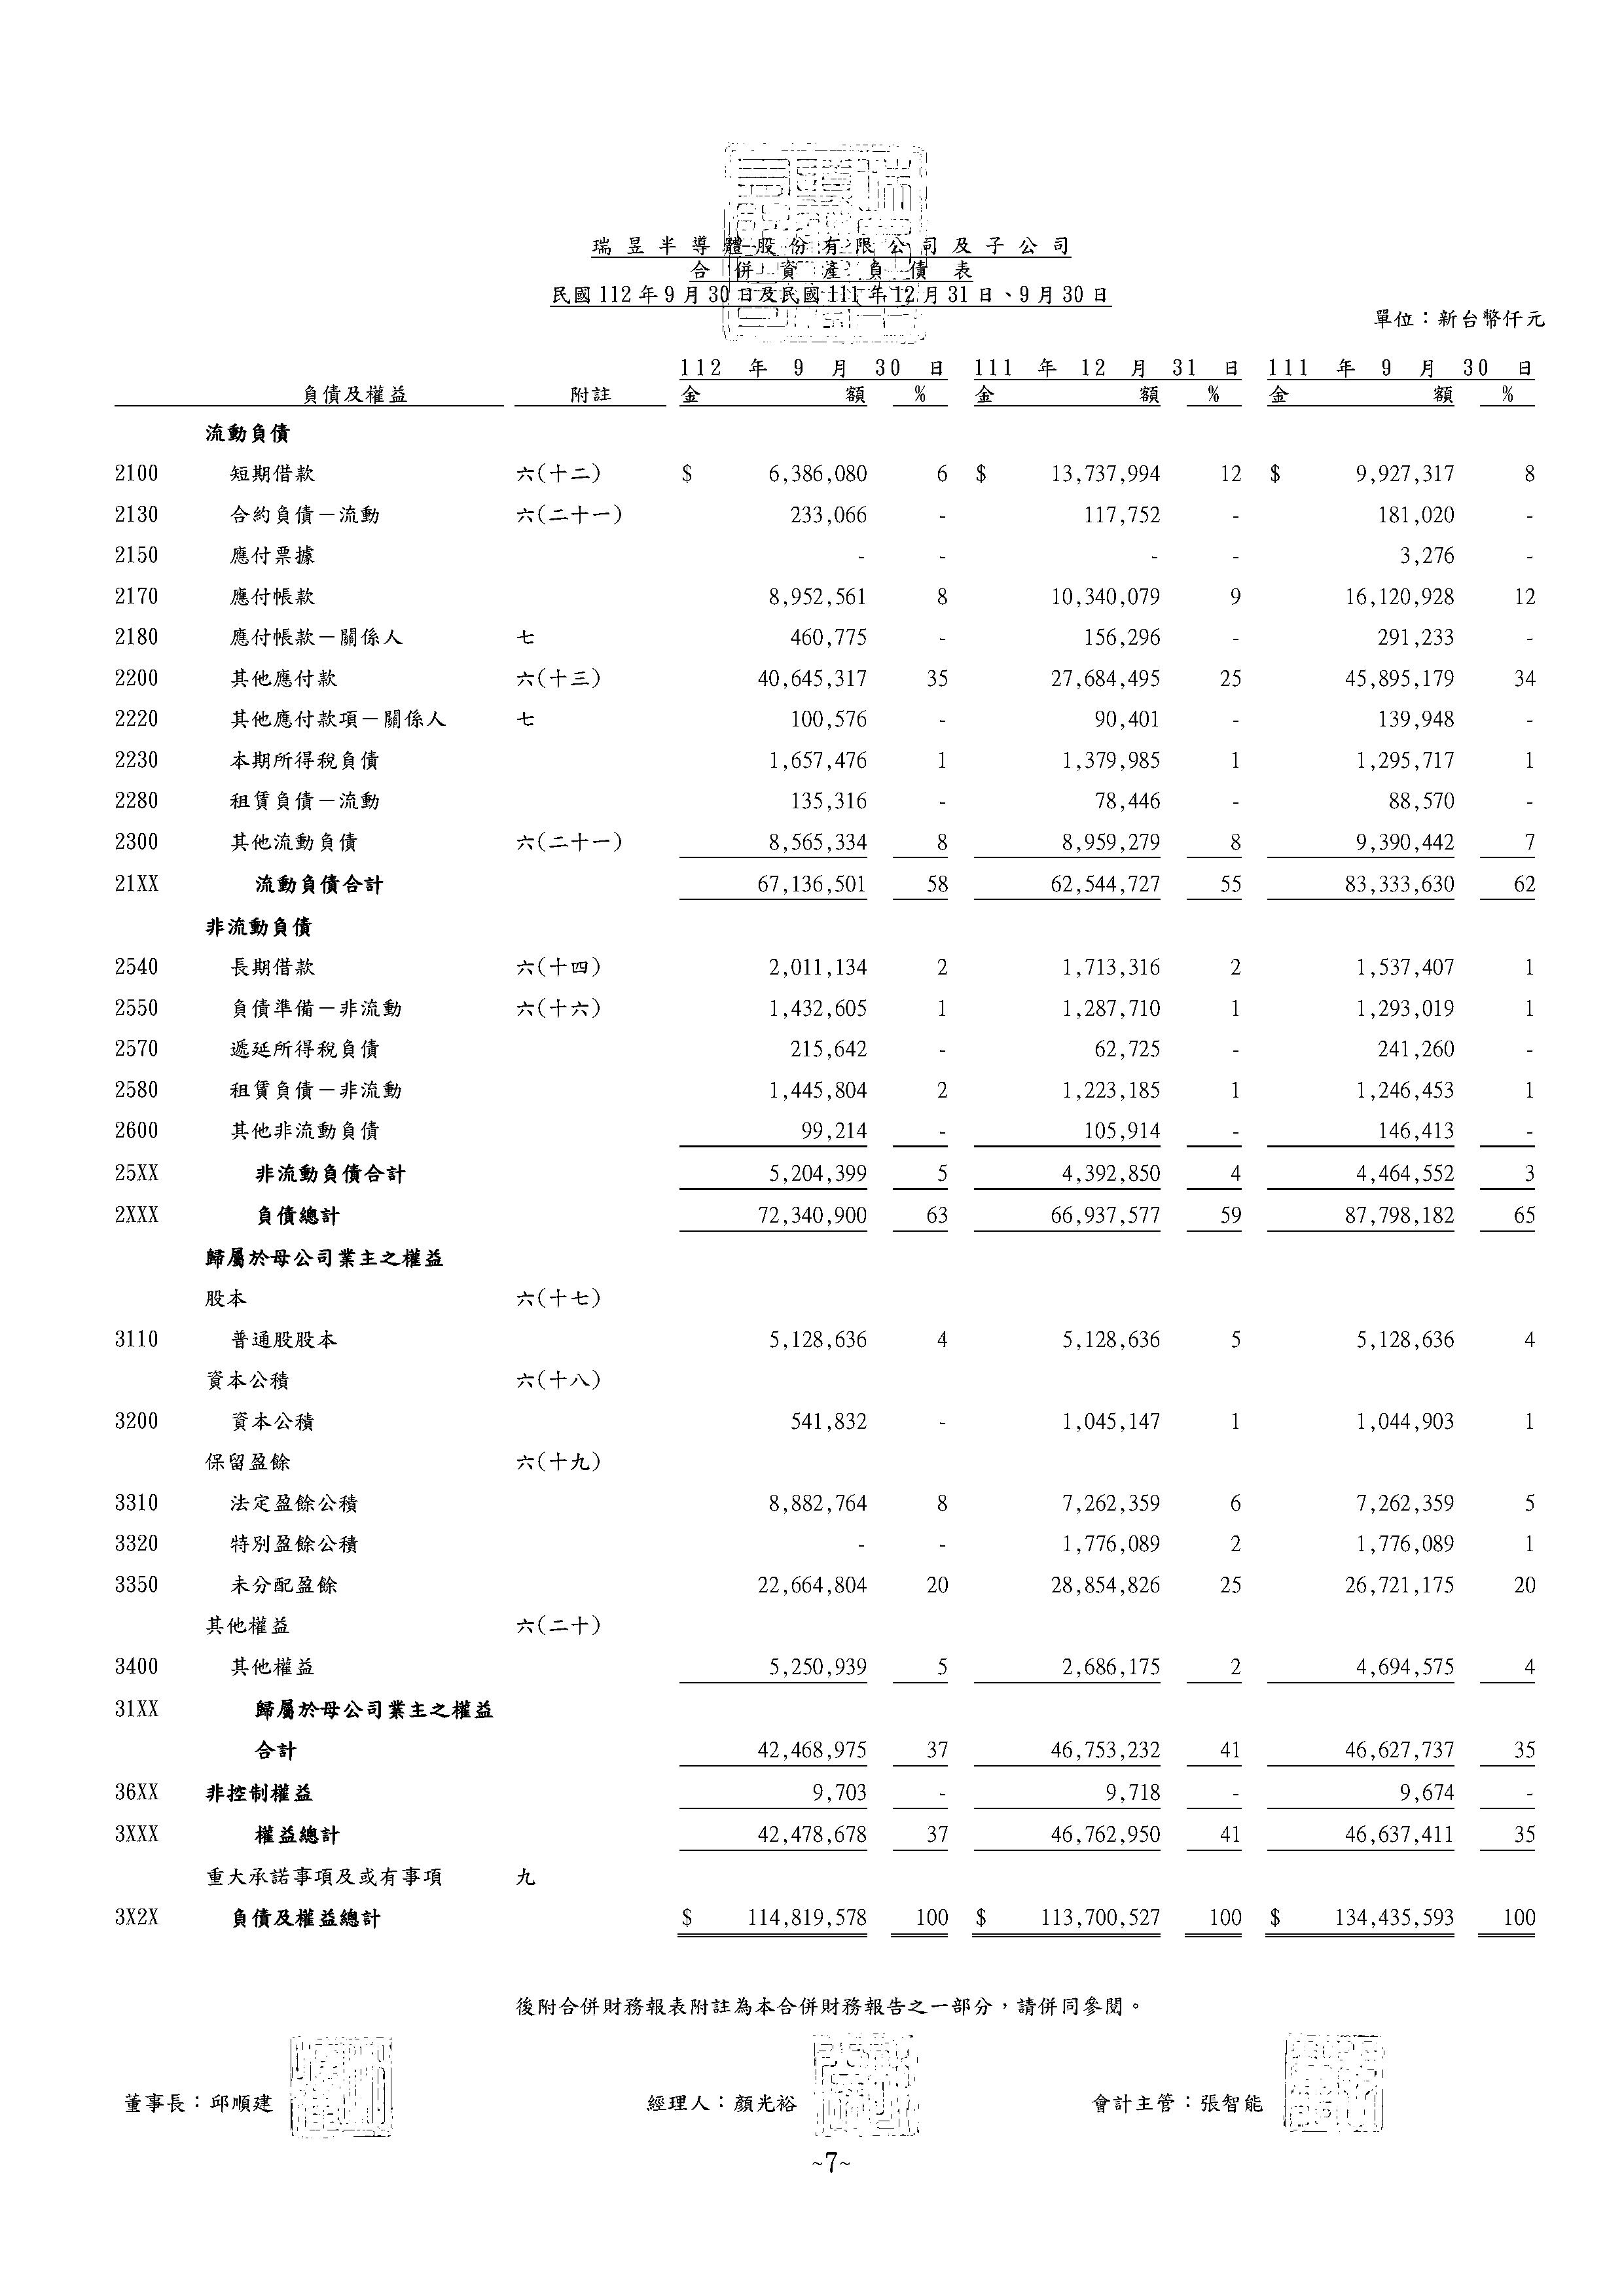 瑞昱半導體股份有限公司及子公司
合併資產負債表
民國112年9月30日及民國111年12月31日、9月30日
單位：新台幣仟元
112 年 9 月 30 日 111 年 12 月 31 日 111 年 9 月 30 日
負債及權益 附註 金額 % 金額 % 金額 %
流動負債
2100 短期借款 六(十二) $ 6,386,080 6 $ 13,737,994 12 $ 9,927,317 8
2130 合約負債－流動 六(二十一) 233,066 - 117,752 - 181,020 -
2150 應付票據 - - - - 3,276 -
2170 應付帳款 8,952,561 8 10,340,079 9 16,120,928 12
2180 應付帳款－關係人 七 460,775 - 156,296 - 291,233 -
2200 其他應付款 六(十三) 40,645,317 35 27,684,495 25 45,895,179 34
2220 其他應付款項－關係人 七 100,576 - 90,401 - 139,948 -
2230 本期所得稅負債 1,657,476 1 1,379,985 1 1,295,717 1
2280 租賃負債－流動 135,316 - 78,446 - 88,570 -
2300 其他流動負債 六(二十一) 8,565,334 8 8,959,279 8 9,390,442 7
21XX 流動負債合計 67,136,501 58 62,544,727 55 83,333,630 62
非流動負債
2540 長期借款 六(十四) 2,011,134 2 1,713,316 2 1,537,407 1
2550 負債準備－非流動 六(十六) 1,432,605 1 1,287,710 1 1,293,019 1
2570 遞延所得稅負債 215,642 - 62,725 - 241,260 -
2580 租賃負債－非流動 1,445,804 2 1,223,185 1 1,246,453 1
2600 其他非流動負債 99,214 - 105,914 - 146,413 -
25XX 非流動負債合計 5,204,399 5 4,392,850 4 4,464,552 3
2XXX 負債總計 72,340,900 63 66,937,577 59 87,798,182 65
歸屬於母公司業主之權益
股本 六(十七)
3110 普通股股本 5,128,636 4 5,128,636 5 5,128,636 4
資本公積 六(十八)
3200 資本公積 541,832 - 1,045,147 1 1,044,903 1
保留盈餘 六(十九)
3310 法定盈餘公積 8,882,764 8 7,262,359 6 7,262,359 5
3320 特別盈餘公積 - - 1,776,089 2 1,776,089 1
3350 未分配盈餘 22,664,804 20 28,854,826 25 26,721,175 20
其他權益 六(二十)
3400 其他權益 5,250,939 5 2,686,175 2 4,694,575 4
31XX 歸屬於母公司業主之權益
合計 42,468,975 37 46,753,232 41 46,627,737 35
36XX 非控制權益 9,703 - 9,718 - 9,674 -
3XXX 權益總計 42,478,678 37 46,762,950 41 46,637,411 35
重大承諾事項及或有事項 九
3X2X 負債及權益總計 $ 114,819,578 100 $ 113,700,527 100 $ 134,435,593 100
後附合併財務報表附註為本合併財務報告之一部分，請併同參閱。
董事長：邱順建 經理人：顏光裕 會計主管：張智能
~7~